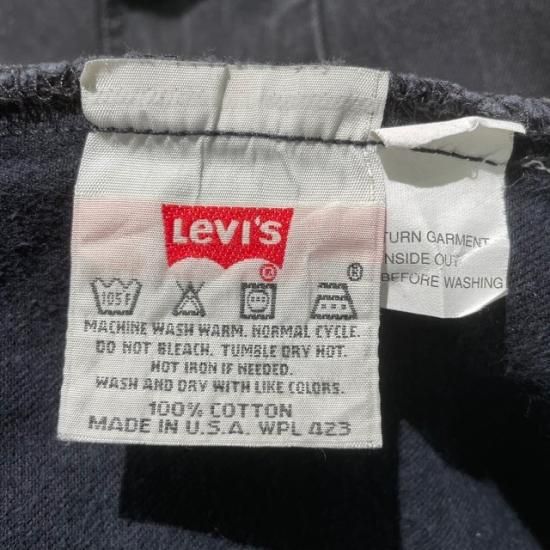 Levi's
®
®
105F
MACHINE WASH WARM. NORMAL CYCLE.
DO NOT BLEACH. TUMBLE DRY HOT.
HOT IRON IF NEEDED.
WASH AND DRY WITH LIKE COLORS.
100% COTTON
MADE IN U.S.A. WPL 423
TURN GARMENT
INSIDE OUT
BEFORE WASHING